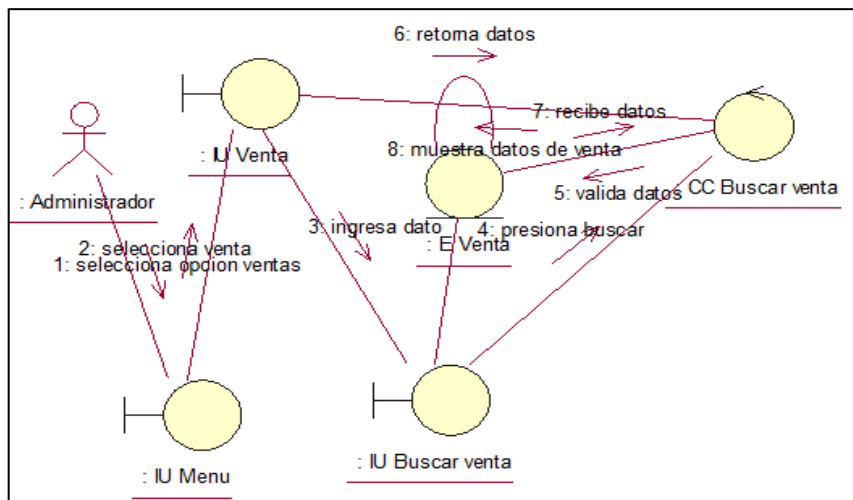 6: retorna datos
7: recibe datos
: IU Venta
8: muestra datos de venta
: Administrador
5: valida datos
CC Buscar venta
3: ingresa dato
4: presiona buscar
2: selecciona venta
: E Venta
1: selecciona opcion ventas
: IU Menu
: IU Buscar venta